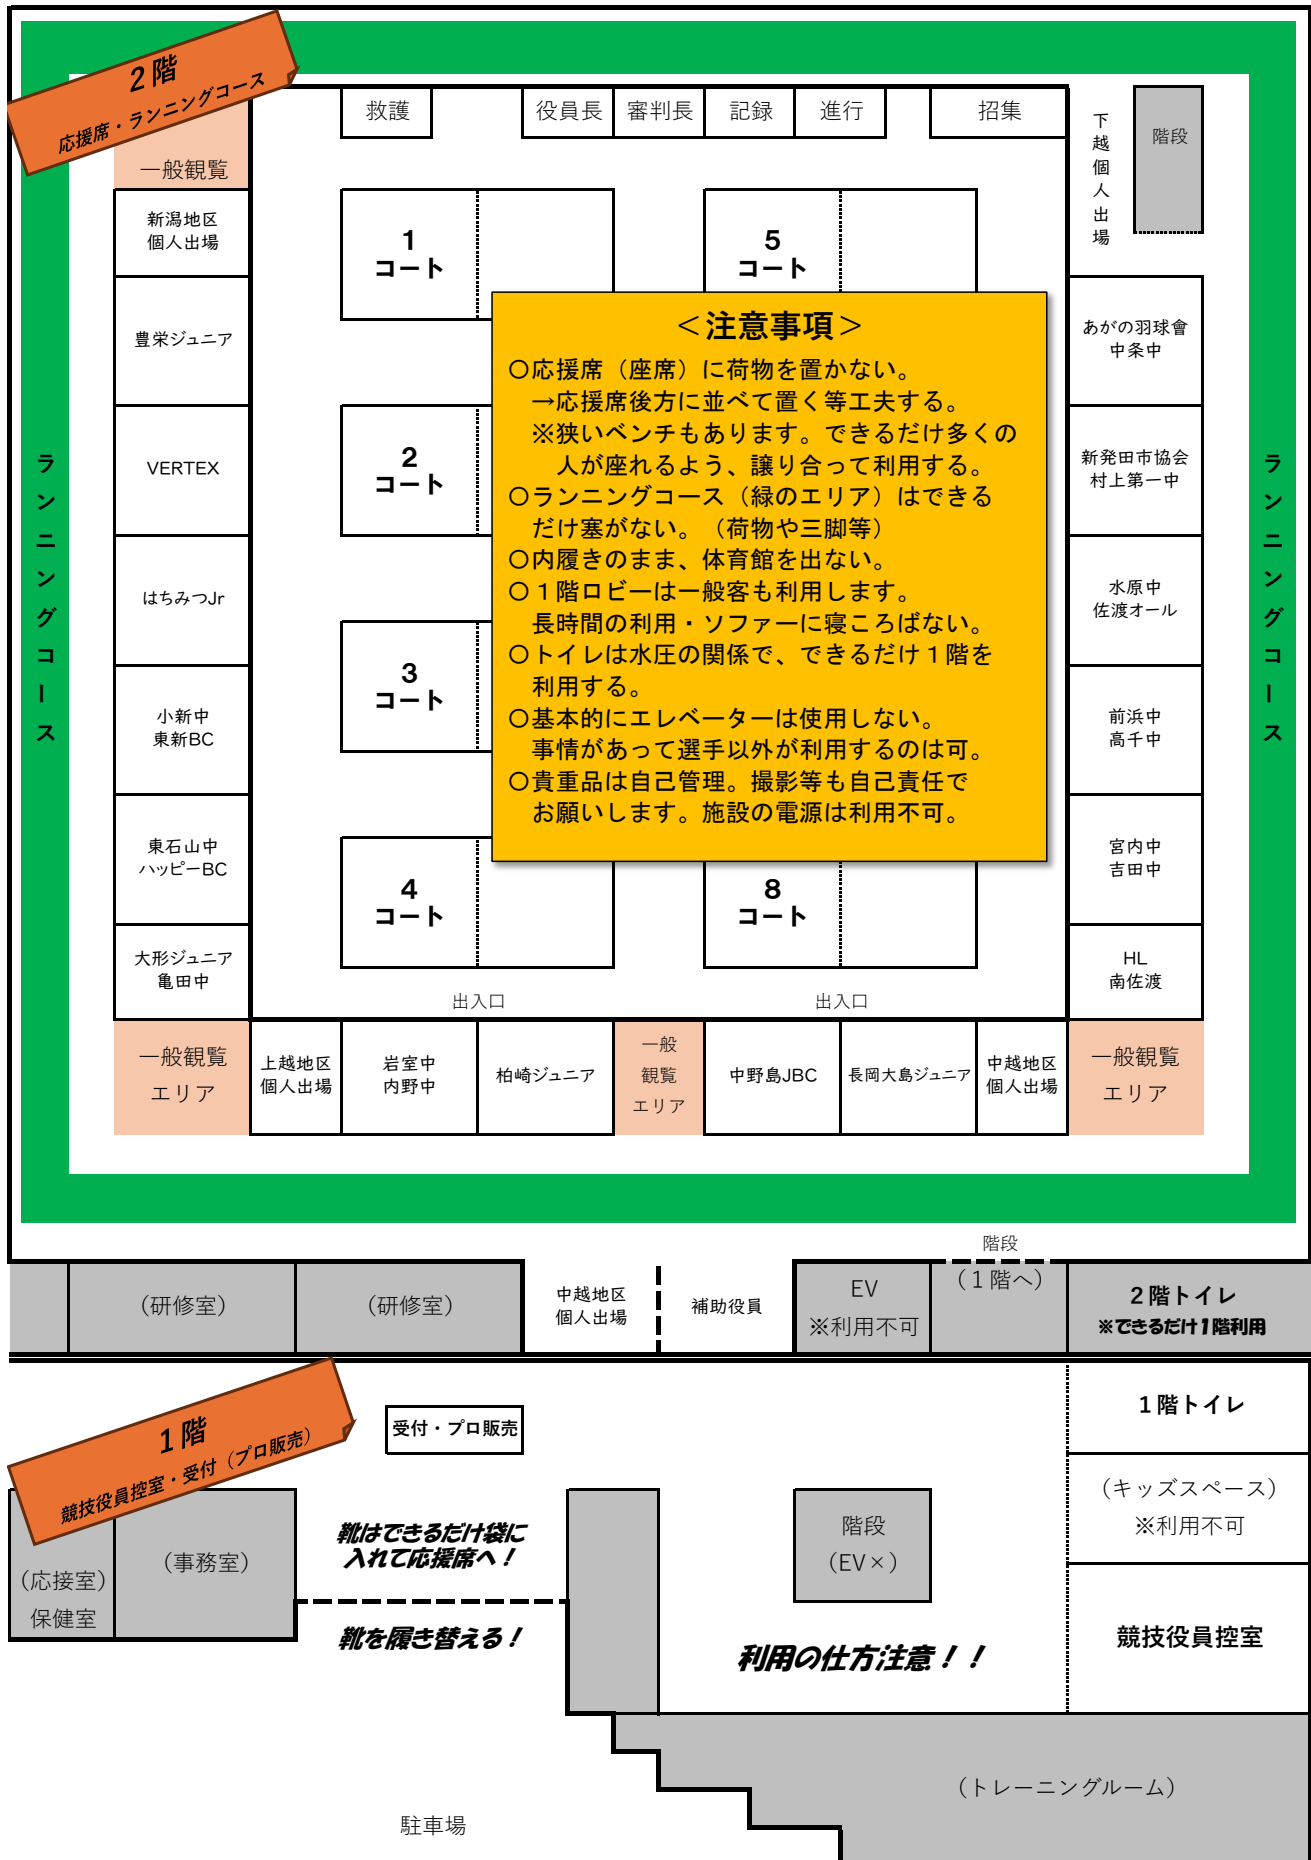 2階
応援席・ランニングコース
救護
役員長
審判長
記録
進行
招集
下越個人出場
階段
一般観覧
新潟地区
個人出場
豊栄ジュニア
VERTEX
はちみつJr
小新中
東新BC
東石山中
ハッピーBC
大形ジュニア
亀田中
ランニングコース
1
コート
2
コート
3
コート
4
コート
5
コート
8
コート
＜注意事項＞
〇応援席（座席）に荷物を置かない。
→応援席後方に並べて置く等工夫する。
※狭いベンチもあります。できるだけ多くの
人が座れるよう、譲り合って利用する。
〇ランニングコース（緑のエリア）はできる
だけ塞がない。（荷物や三脚等）
〇内履きのまま、体育館を出ない。
〇１階ロビーは一般客も利用します。
長時間の利用・ソファーに寝ころばない。
〇トイレは水圧の関係で、できるだけ１階を
利用する。
〇基本的にエレベーターは使用しない。
事情があって選手以外が利用するのは可。
〇貴重品は自己管理。撮影等も自己責任で
お願いします。施設の電源は利用不可。
あがの羽球會
中条中
新発田市協会
村上第一中
水原中
佐渡オール
前浜中
高千中
宮内中
吉田中
HL
南佐渡
ランニングコース
出入口
出入口
一般観覧
エリア
上越地区
個人出場
岩室中
内野中
柏崎ジュニア
一般
観覧
エリア
中野島JBC
長岡大島ジュニア
中越地区
個人出場
一般観覧
エリア
（研修室）
（研修室）
中越地区
個人出場
補助役員
EV
※利用不可
階段
（１階へ）
２階トイレ
※できるだけ１階利用
1階
競技役員控室・受付（プロ販売）
受付・プロ販売
１階トイレ
（キッズスペース）
※利用不可
競技役員控室
（応接室）
保健室
（事務室）
靴はできるだけ袋に
入れて応援席へ！
靴を履き替える！
階段
（EV×）
利用の仕方注意！！
（トレーニングルーム）
駐車場